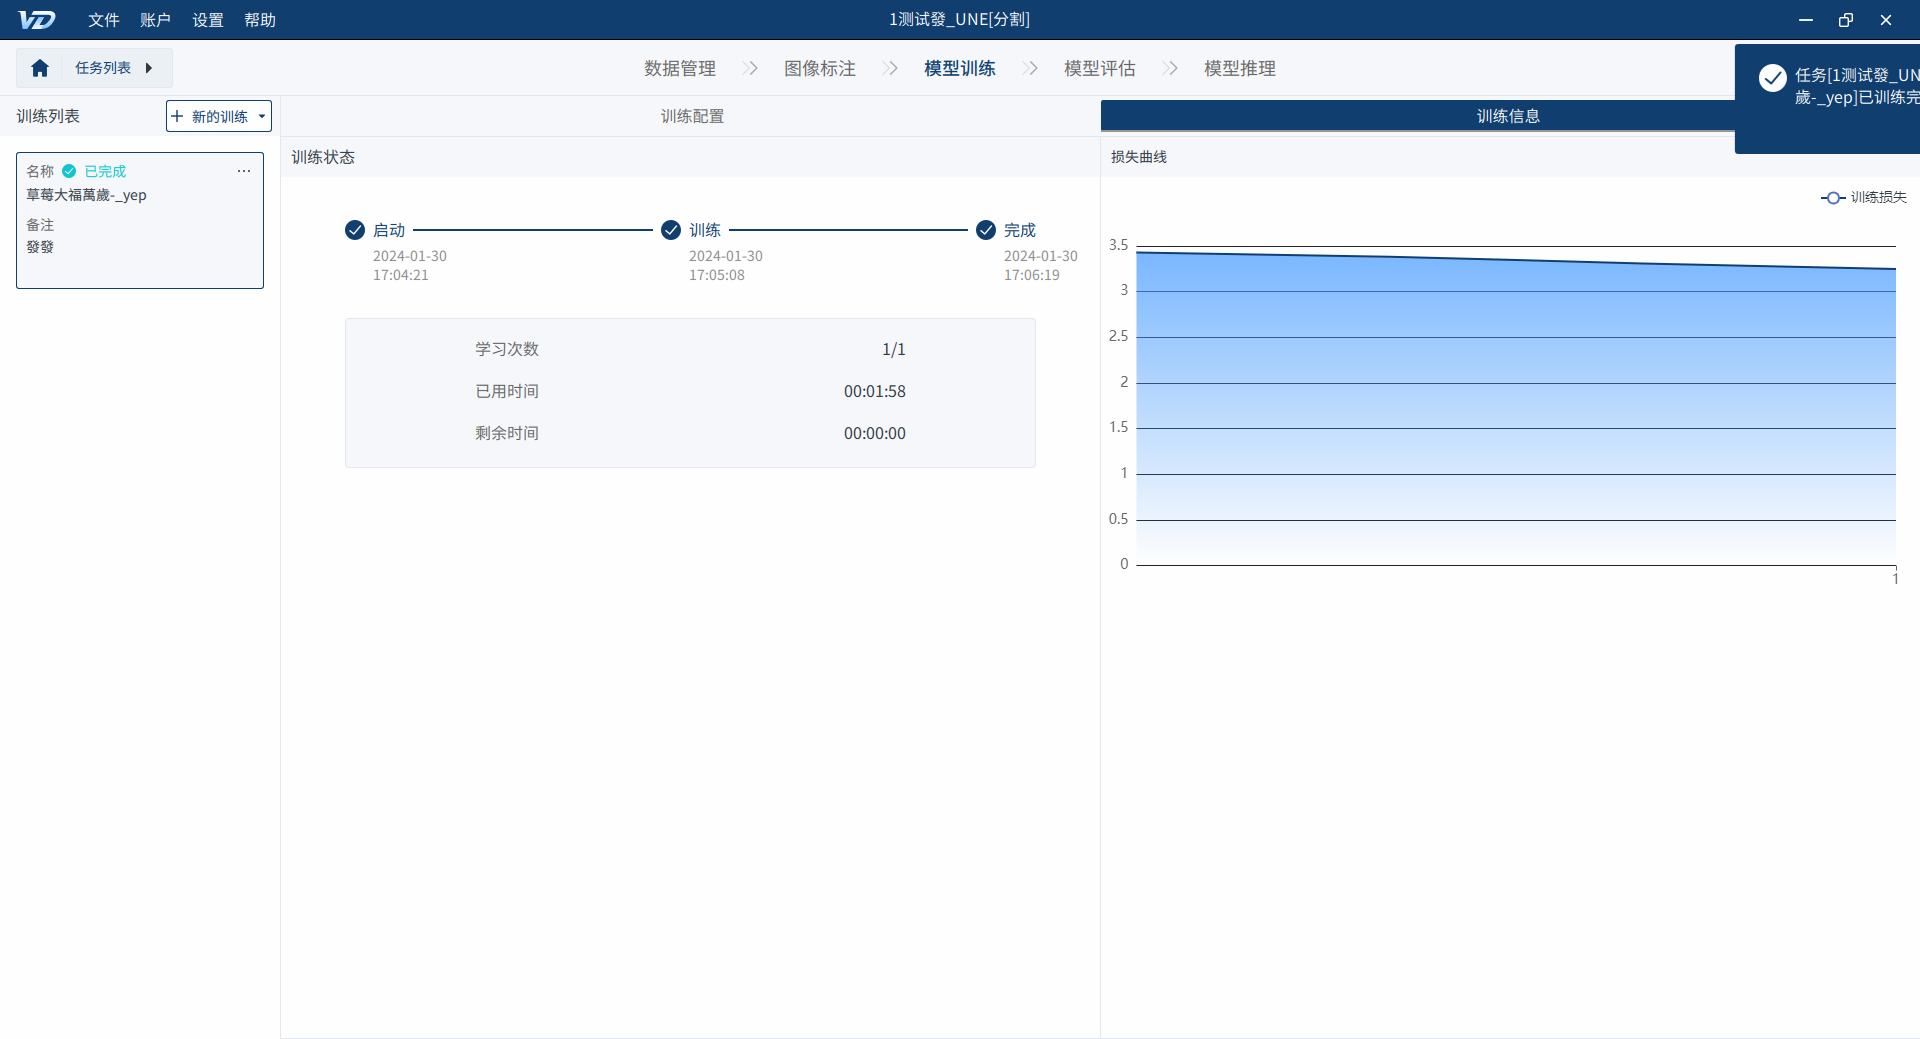 VD 文件 账户 设置 帮助 1测试發_UNE[分割]
任务列表 数据管理 图像标注 模型训练 模型评估 模型推理
任务[1测试發_UN
歲-_yep]已训练完
训练列表 新的训练 训练配置 训练信息
名称 已完成 ...
草莓大福萬歲-_yep
备注
發發
训练状态
启动 训练 完成
2024-01-30 2024-01-30 2024-01-30
17:04:21 17:05:08 17:06:19
学习次数 1/1
已用时间 00:01:58
剩余时间 00:00:00
损失曲线
训练损失
3.5
3
2.5
2
1.5
1
0.5
0
1